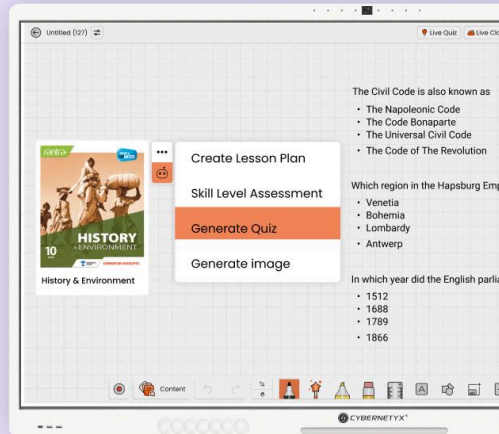 Untitled (127)
Live Quiz
Live Clo
The Civil Code is also known as
• The Napoleonic Code
• The Code Bonaparte
• The Universal Civil Code
• The Code of The Revolution
Create Lesson Plan
Skill Level Assessment
Generate Quiz
Generate image
HISTORY
ENVIRONMENT
10
History & Environment
Which region in the Hapsburg Emp
• Venetia
• Bohemia
• Lombardy
• Antwerp
In which year did the English parlia
• 1512
• 1688
• 1789
• 1866
Content
CYBERNETYX